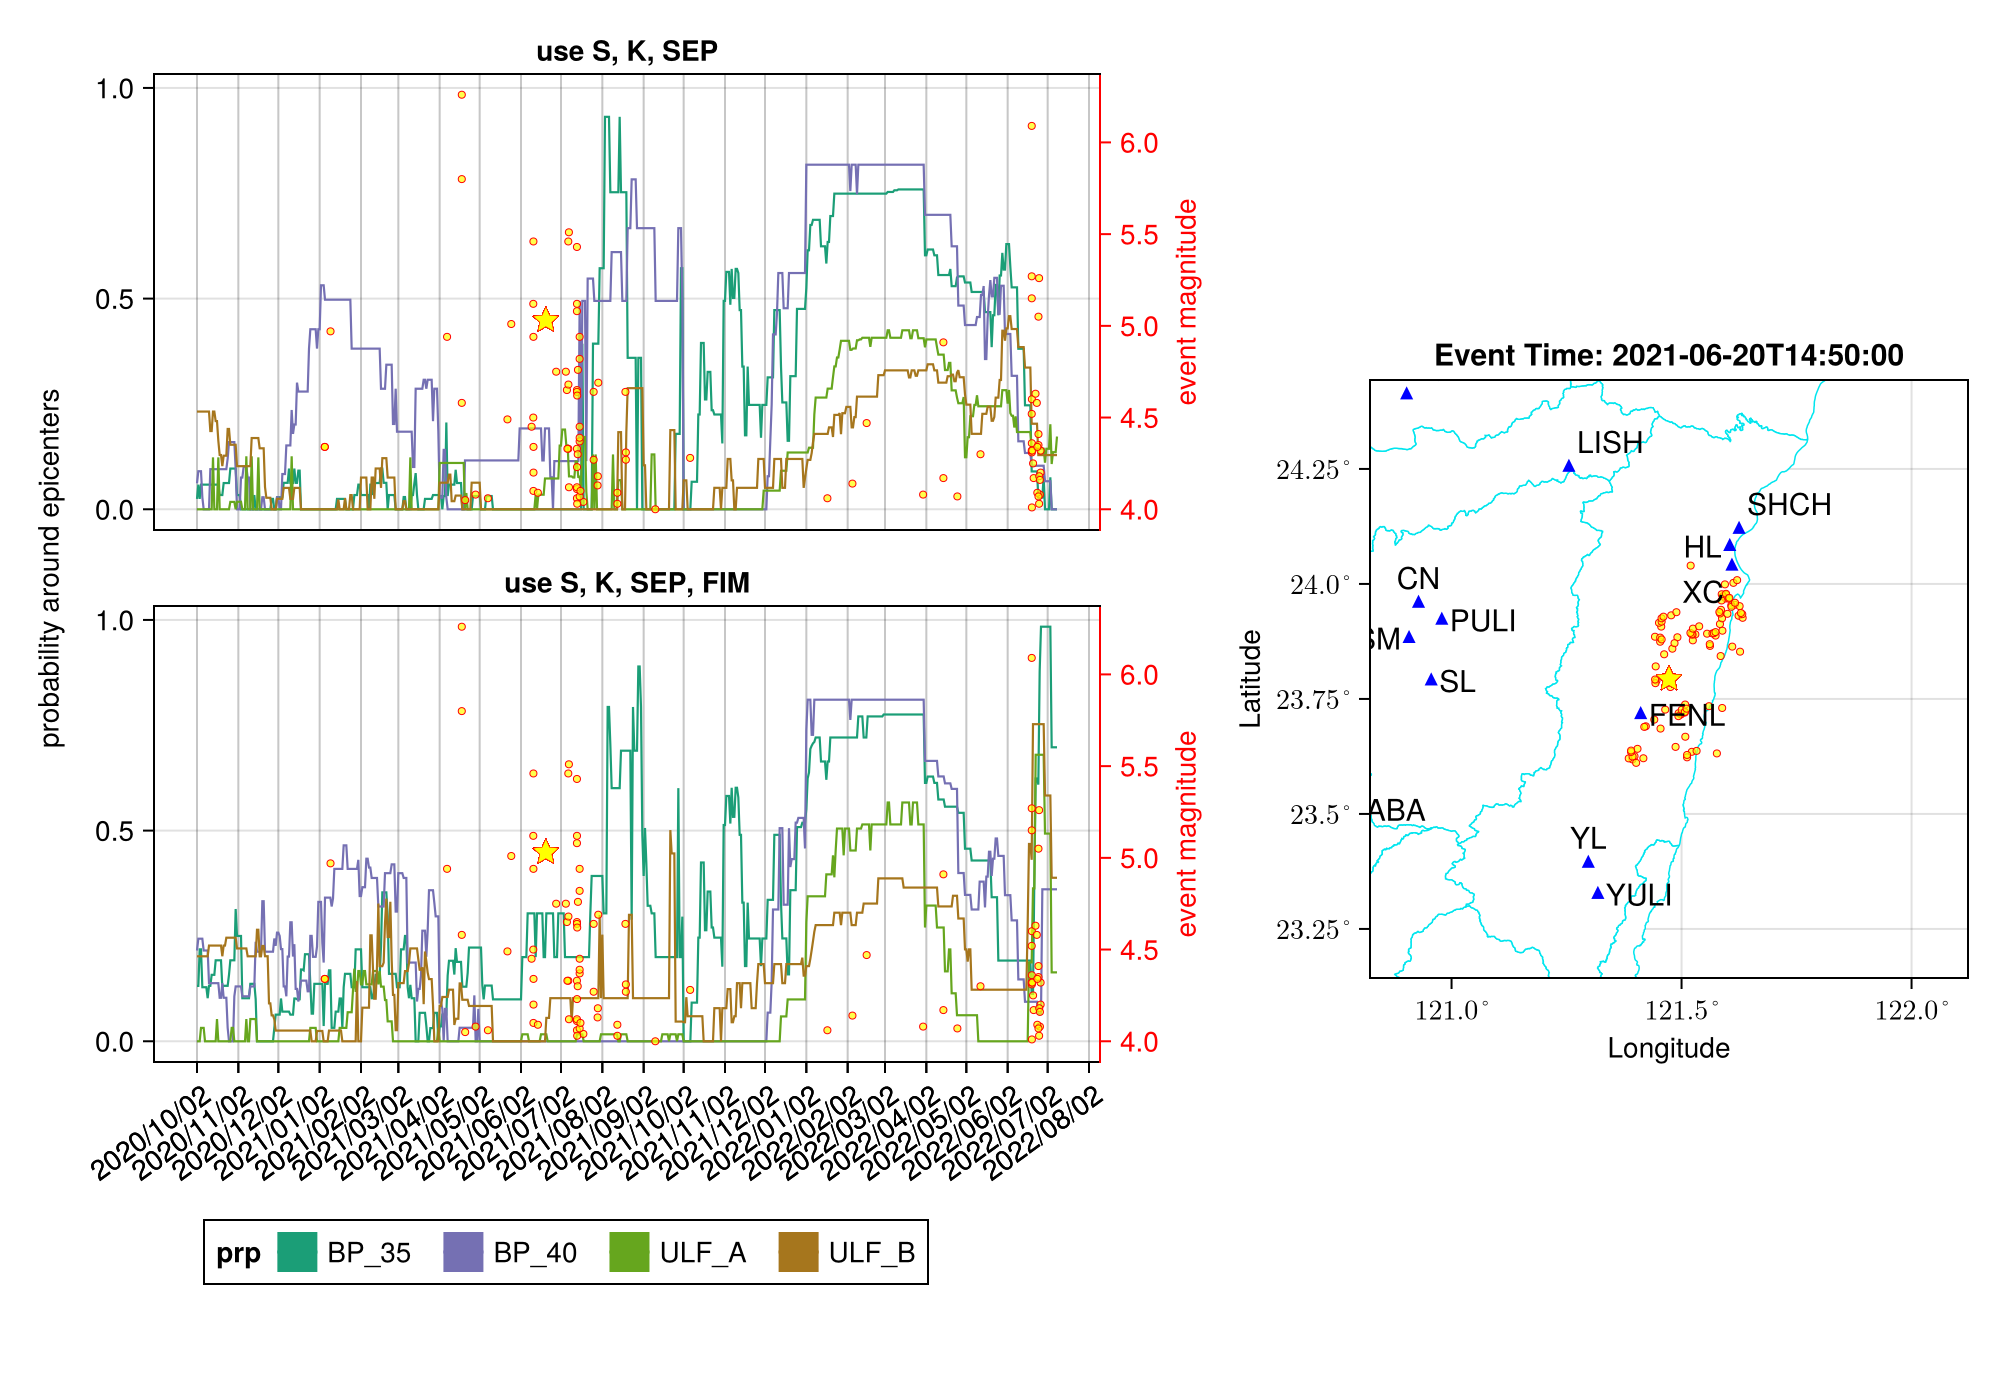 use S, K, SEP
1.0
0.5
0.0
6.0
5.5
5.0
4.5
4.0
event magnitude
probability around epicenters
use S, K, SEP, FIM
1.0
0.5
0.0
6.0
5.5
5.0
4.5
4.0
event magnitude
2020/10/02
2020/11/02
2020/12/02
2021/01/02
2021/02/02
2021/03/02
2021/04/02
2021/05/02
2021/06/02
2021/07/02
2021/08/02
2021/09/02
2021/10/02
2021/11/02
2021/12/02
2022/01/02
2022/02/02
2022/03/02
2022/04/02
2022/05/02
2022/06/02
2022/07/02
2022/08/02
prp BP_35 BP_40 ULF_A ULF_B
Event Time: 2021-06-20T14:50:00
LISH
SHCH
HL
CN
XC
PULI
SM
SL
FENL
ABA
YL
YULI
24.25°
24.0°
23.75°
23.5°
23.25°
Latitude
121.0°
121.5°
122.0°
Longitude